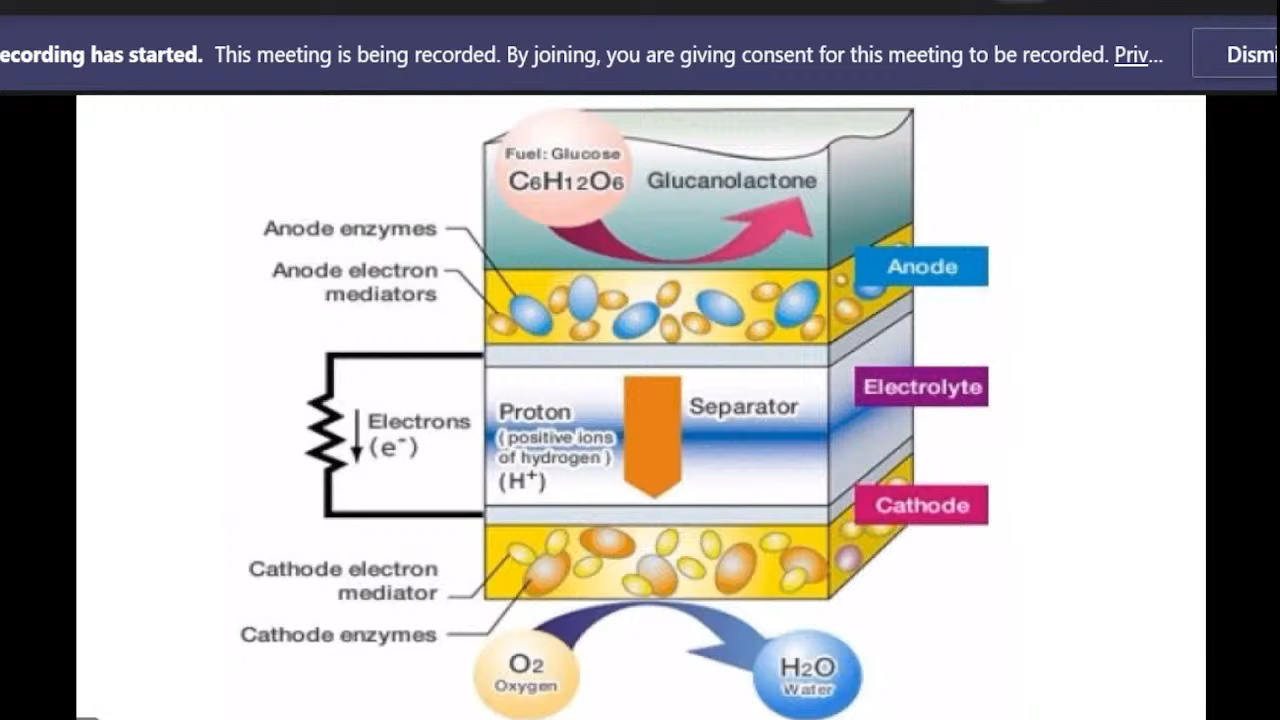 ecording has started. This meeting is being recorded. By joining, you are giving consent for this meeting to be recorded. Priv...
Dismi
Fuel: Glucose
C6H12O6
Glucanolactone
Anode enzymes
Anode electron
mediators
Anode
Electrolyte
Electrons
(e⁻)
Proton
(positive ions
of hydrogen)
(H⁺)
Separator
Cathode
Cathode electron
mediator
Cathode enzymes
O2
Oxygen
H2O
Water